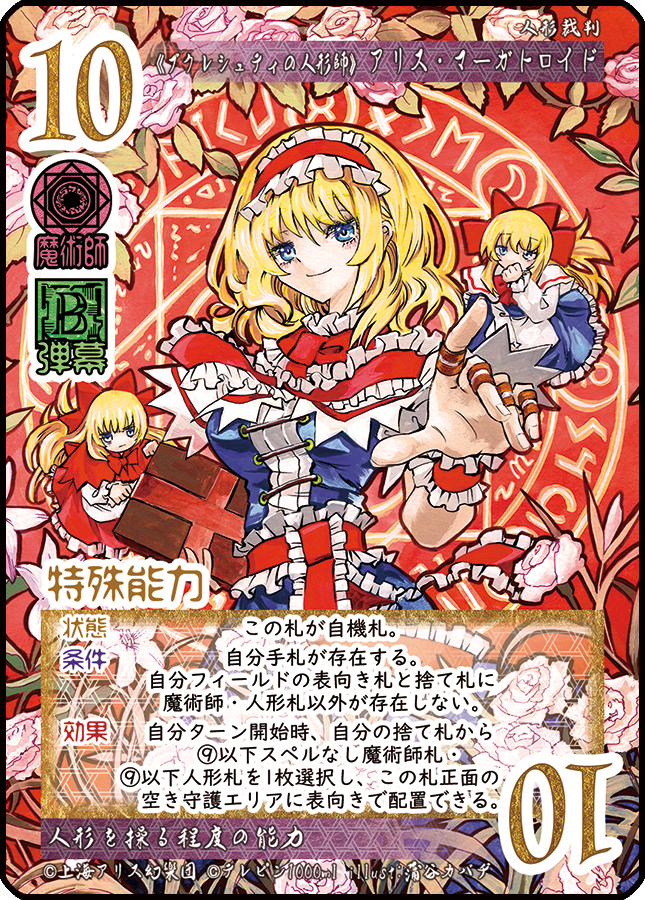 10
人形裁判
《ブクレシュティの人形師》 アリス・マーガトロイド
魔術師
B
弾幕
特殊能力
状態 この札が自機札。
条件 自分手札が存在する。
自分フィールドの表向き札と捨て札に
魔術師・人形札以外が存在しない。
効果 自分ターン開始時、自分の捨て札から
⑨以下スペルなし魔術師札・
⑨以下人形札を1枚選択し、この札正面の
空き守護エリアに表向きで配置できる。
10
人形を操る程度の能力
©上海アリス幻樂団 ©テレピン1000ml illust:蒲谷カバヂ